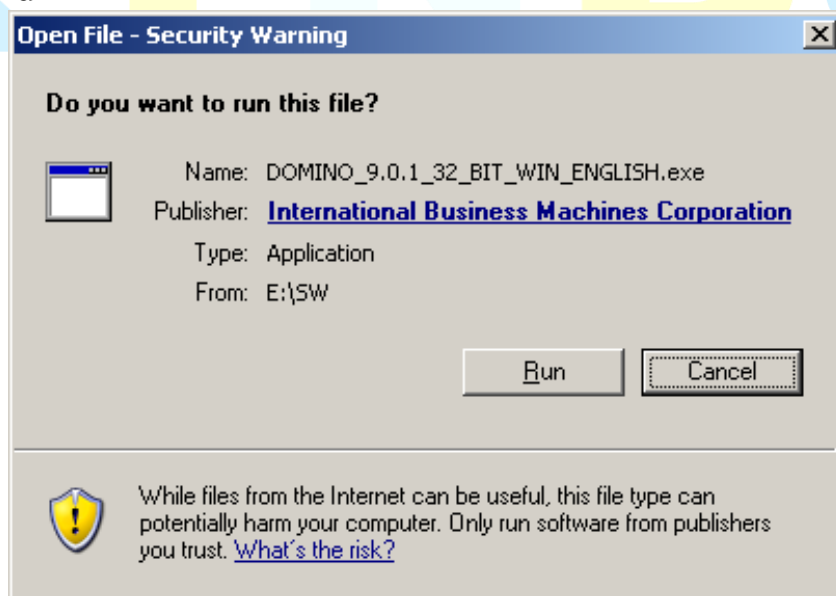 Open File - Security Warning
Do you want to run this file?
Name: DOMINO_9.0.1_32_BIT_WIN_ENGLISH.exe
Publisher: International Business Machines Corporation
Type: Application
From: E:\SW
Run Cancel
While files from the Internet can be useful, this file type can
potentially harm your computer. Only run software from publishers
you trust. What's the risk?